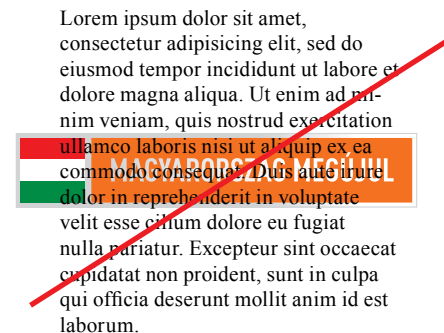 Lorem ipsum dolor sit amet,
consectetur adipisicing elit, sed do
eiusmod tempor incididunt ut labore et
dolore magna aliqua. Ut enim ad mi-
nim veniam, quis nostrud exercitation
ullamco laboris nisi ut aliquip ex ea
MAGYARORSZÁG MEGÚJUL
commodo consequat. Duis aute irure
dolor in reprehenderit in voluptate
velit esse cillum dolore eu fugiat
nulla pariatur. Excepteur sint occaecat
cupidatat non proident, sunt in culpa
qui officia deserunt mollit anim id est
laborum.